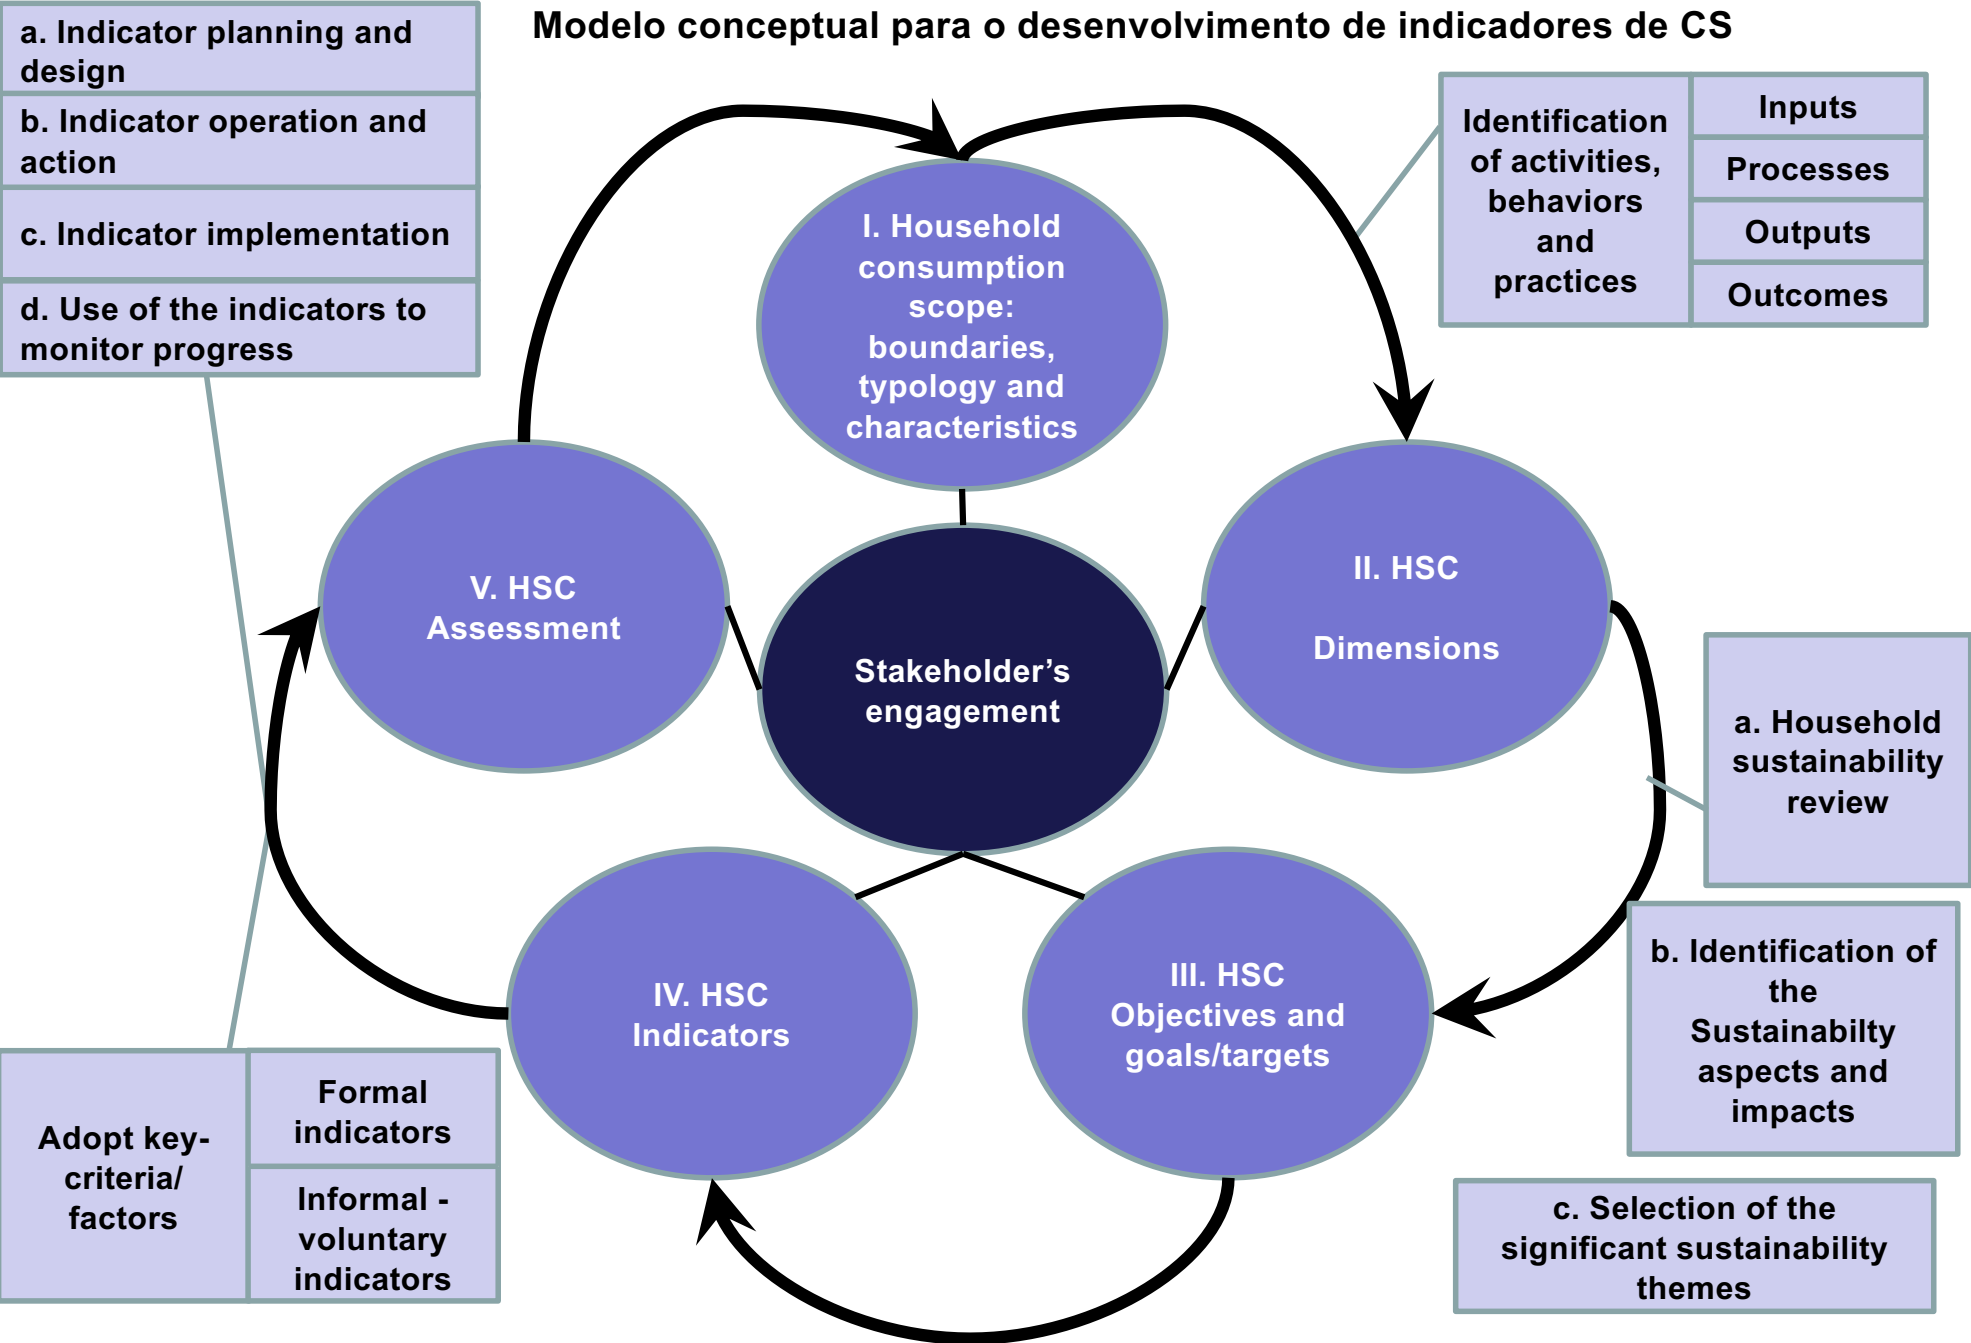 Modelo conceptual para o desenvolvimento de indicadores de CS
a. Indicator planning and
design
b. Indicator operation and
action
c. Indicator implementation
d. Use of the indicators to
monitor progress
I. Household
consumption
scope:
boundaries,
typology and
characteristics
Identification
of activities,
behaviors
and
practices
Inputs
Processes
Outputs
Outcomes
V. HSC
Assessment
Stakeholder’s
engagement
II. HSC
Dimensions
a. Household
sustainability
review
b. Identification of
the
Sustainabilty
aspects and
impacts
c. Selection of the
significant sustainability
themes
III. HSC
Objectives and
goals/targets
IV. HSC
Indicators
Adopt key-
criteria/
factors
Formal
indicators
Informal -
voluntary
indicators